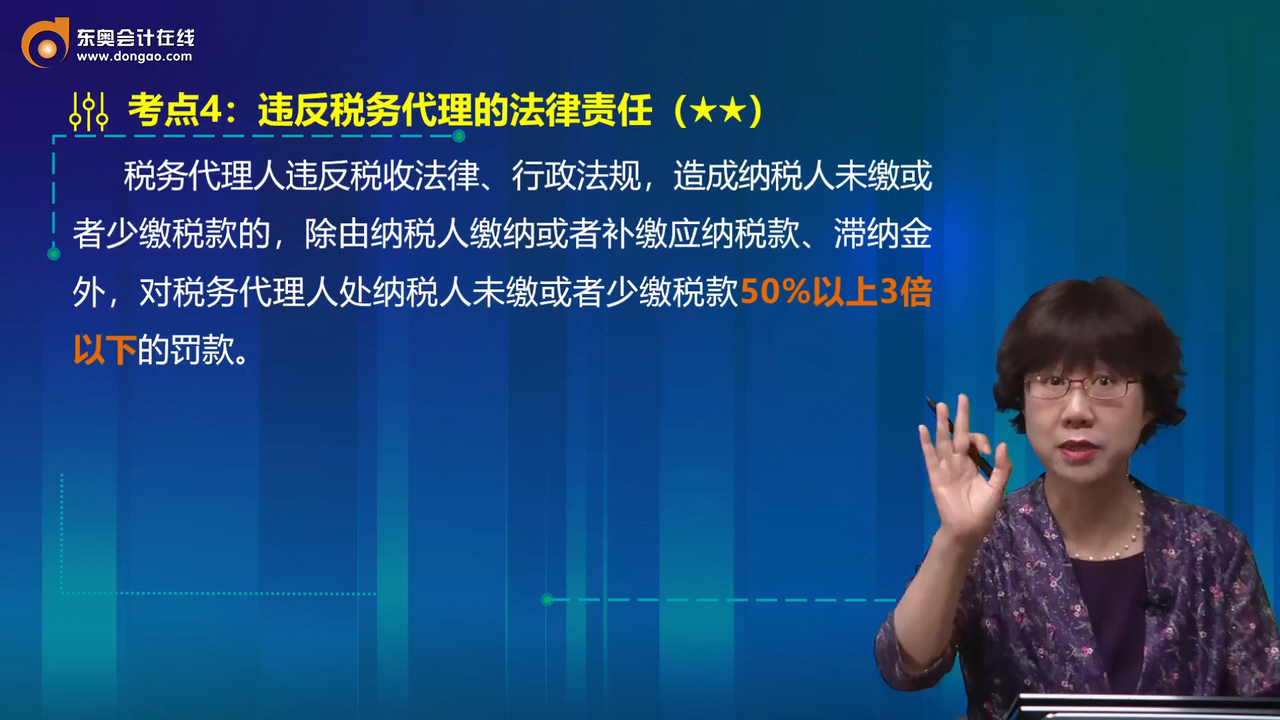 东奥会计在线
www.dongao.com
考点4：违反税务代理的法律责任（★★）
税务代理人违反税收法律、行政法规，造成纳税人未缴或
者少缴税款的，除由纳税人缴纳或者补缴应纳税款、滞纳金
外，对税务代理人处纳税人未缴或者少缴税款50%以上3倍
以下的罚款。